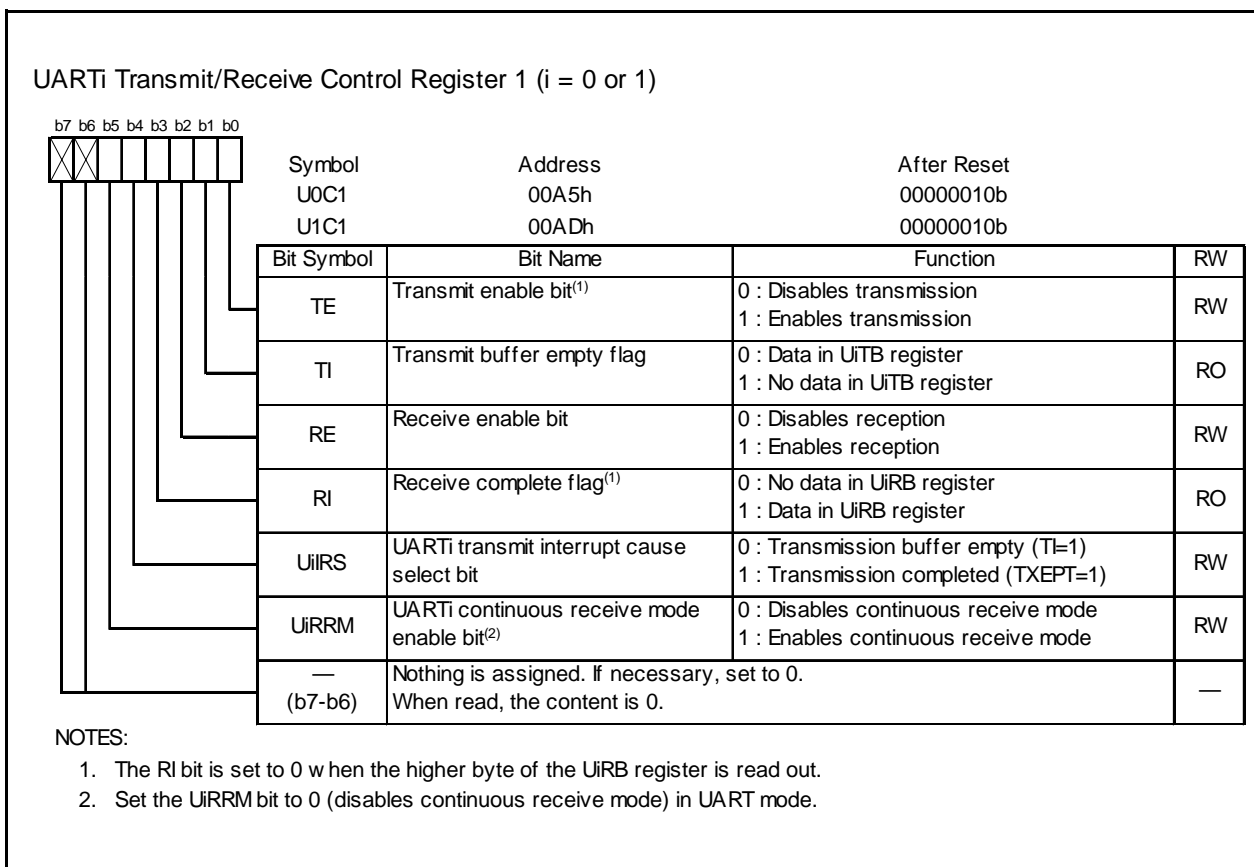 UARTi Transmit/Receive Control Register 1 (i = 0 or 1)
b7 b6 b5 b4 b3 b2 b1 b0
Symbol Address After Reset
U0C1 00A5h 00000010b
U1C1 00ADh 00000010b
Bit Symbol Bit Name Function RW
TE Transmit enable bit(1) 0 : Disables transmission RW
1 : Enables transmission
TI Transmit buffer empty flag 0 : Data in UiTB register RO
1 : No data in UiTB register
RE Receive enable bit 0 : Disables reception RW
1 : Enables reception
RI Receive complete flag(1) 0 : No data in UiRB register RO
1 : Data in UiRB register
UiIRS UARTi transmit interrupt cause 0 : Transmission buffer empty (TI=1) RW
select bit 1 : Transmission completed (TXEPT=1)
UiRRM UARTi continuous receive mode 0 : Disables continuous receive mode RW
enable bit(2) 1 : Enables continuous receive mode
— Nothing is assigned. If necessary, set to 0. —
(b7-b6) When read, the content is 0.
NOTES:
1. The RI bit is set to 0 when the higher byte of the UiRB register is read out.
2. Set the UiRRM bit to 0 (disables continuous receive mode) in UART mode.